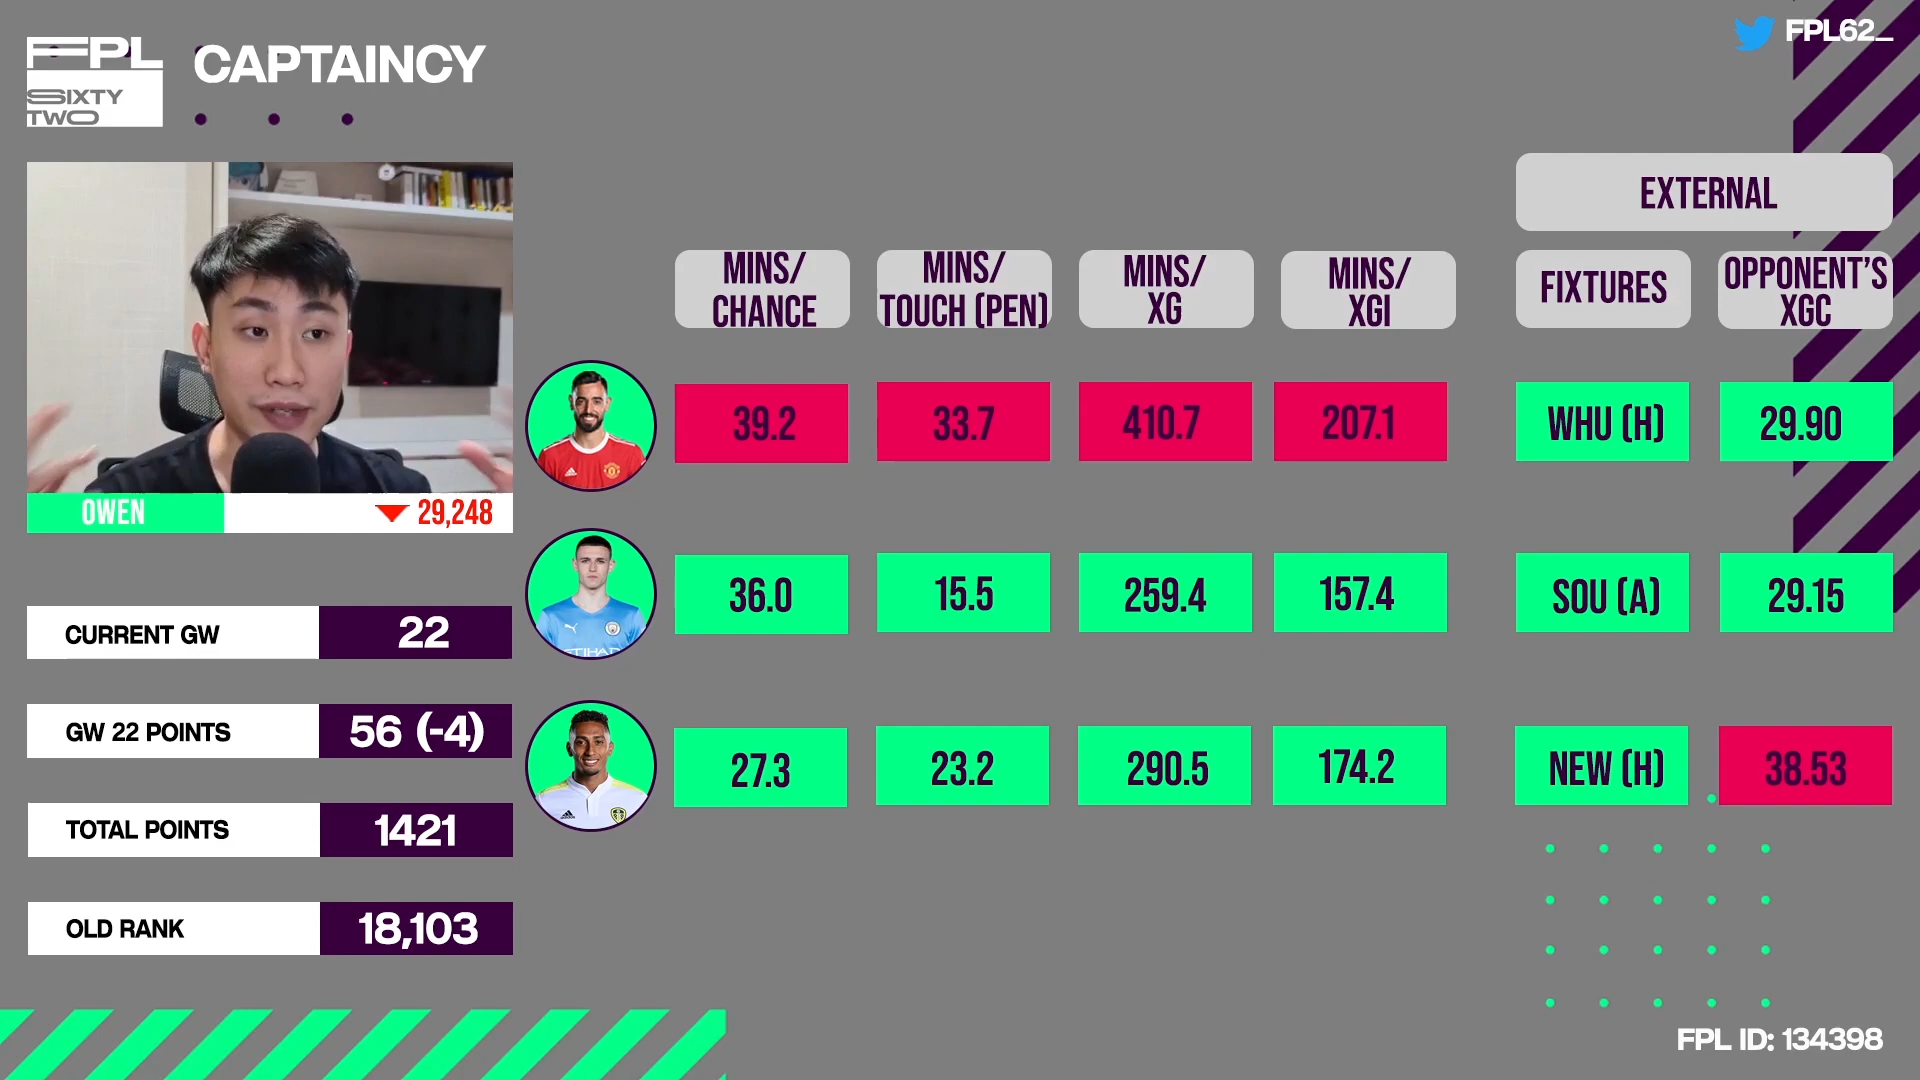 FPL
SIXTY
TWO
CAPTAINCY
FPL62_
EXTERNAL
MINS/
CHANCE
MINS/
TOUCH (PEN)
MINS/
XG
MINS/
XGI
FIXTURES
OPPONENT'S
XGC
39.2
33.7
410.7
207.1
WHU (H)
29.90
OWEN
29,248
36.0
15.5
259.4
157.4
SOU (A)
29.15
ETIHAD
CURRENT GW
22
GW 22 POINTS
56 (-4)
27.3
23.2
290.5
174.2
NEW (H)
38.53
TOTAL POINTS
1421
OLD RANK
18,103
FPL ID: 134398